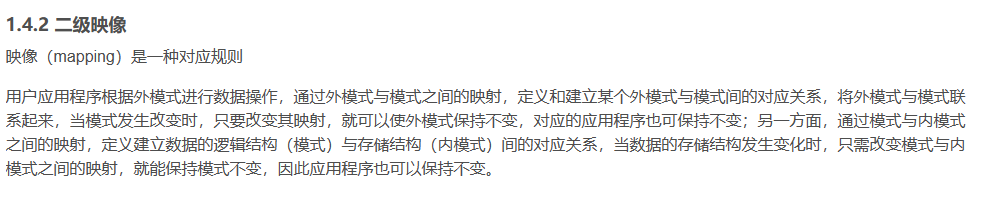 1.4.2 二级映像
映像（mapping）是一种对应规则
用户应用程序根据外模式进行数据操作，通过外模式与模式之间的映射，定义和建立某个外模式与模式间的对应关系，将外模式与模式联
系起来，当模式发生改变时，只要改变其映射，就可以使外模式保持不变，对应的应用程序也可保持不变；另一方面，通过模式与内模式
之间的映射，定义建立数据的逻辑结构（模式）与存储结构（内模式）间的对应关系，当数据的存储结构发生变化时，只需改变模式与内
模式之间的映射，就能保持模式不变，因此应用程序也可以保持不变。